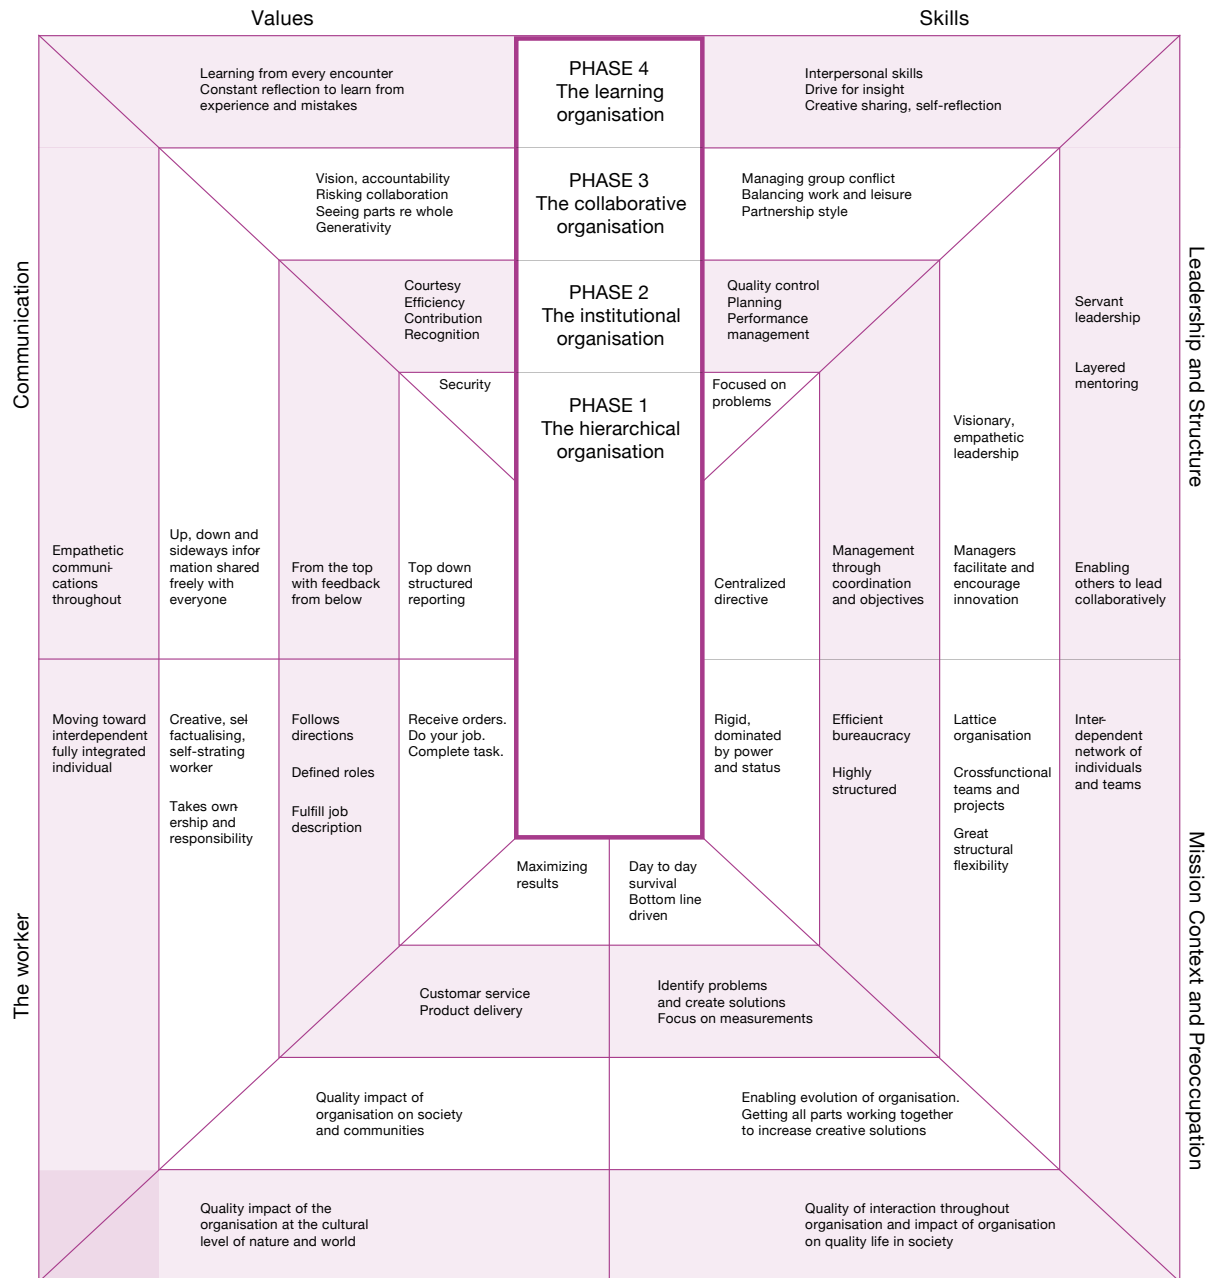 Values
Skills
Learning from every encounter
Constant reflection to learn from
experience and mistakes
PHASE 4
The learning
organisation
Interpersonal skills
Drive for insight
Creative sharing, self-reflection
Vision, accountability
Risking collaboration
Seeing parts re whole
Generativity
PHASE 3
The collaborative
organisation
Managing group conflict
Balancing work and leisure
Partnership style
Courtesy
Efficiency
Contribution
Recognition
PHASE 2
The institutional
organisation
Quality control
Planning
Performance
management
Security
PHASE 1
The hierarchical
organisation
Focused on
problems
Communication
Leadership and Structure
Servant
leadership
Layered
mentoring
Visionary,
empathetic
leadership
Empathetic
communi-
cations
throughout
Up, down and
sideways infor-
mation shared
freely with
everyone
From the top
with feedback
from below
Top down
structured
reporting
Centralized
directive
Management
through
coordination
and objectives
Managers
facilitate and
encourage
innovation
Enabling
others to lead
collaboratively
The worker
Mission Context and Preoccupation
Moving toward
interdependent
fully integrated
individual
Creative, sel-
factualising,
self-strating
worker
Takes own-
ership and
responsibility
Follows
directions
Defined roles
Fulfill job
description
Receive orders.
Do your job.
Complete task.
Rigid,
dominated
by power
and status
Efficient
bureaucracy
Highly
structured
Lattice
organisation
Crossfunctional
teams and
projects
Great
structural
flexibility
Inter-
dependent
network of
individuals
and teams
Maximizing
results
Day to day
survival
Bottom line
driven
Customar service
Product delivery
Identify problems
and create solutions
Focus on measurements
Quality impact of
organisation on society
and communities
Enabling evolution of organisation.
Getting all parts working together
to increase creative solutions
Quality impact of the
organisation at the cultural
level of nature and world
Quality of interaction throughout
organisation and impact of organisation
on quality life in society